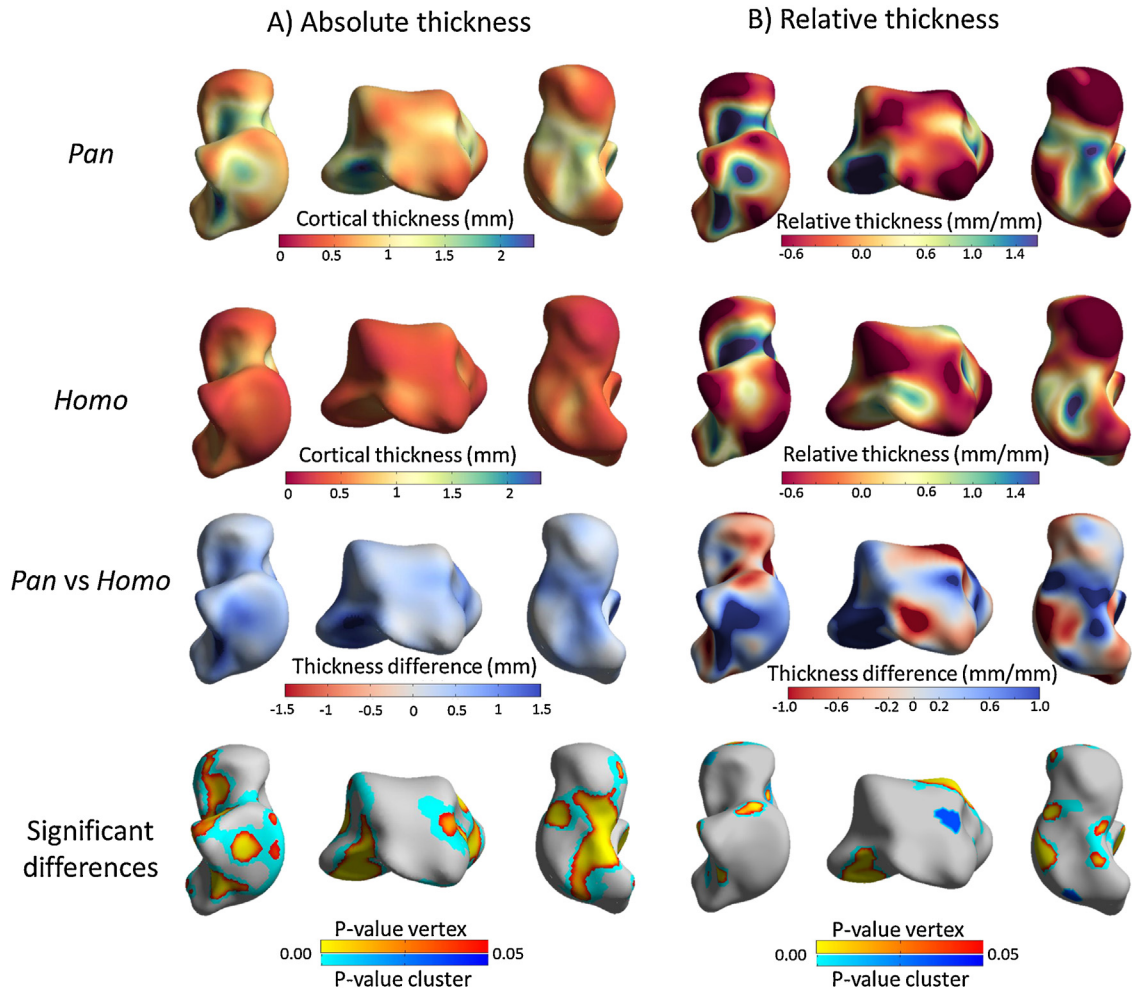 A) Absolute thickness
B) Relative thickness
Pan
Cortical thickness (mm)
0 0.5 1 1.5 2
Relative thickness (mm/mm)
-0.6 0.0 0.6 1.0 1.4
Homo
Cortical thickness (mm)
0 0.5 1 1.5 2
Relative thickness (mm/mm)
-0.6 0.0 0.6 1.0 1.4
Pan vs Homo
Thickness difference (mm)
-1.5 -1 -0.5 0 0.5 1 1.5
Thickness difference (mm/mm)
-1.0 -0.6 -0.2 0.2 0.6 1.0
Significant
differences
P-value vertex
0.00 0.05
P-value cluster
P-value vertex
0.00 0.05
P-value cluster